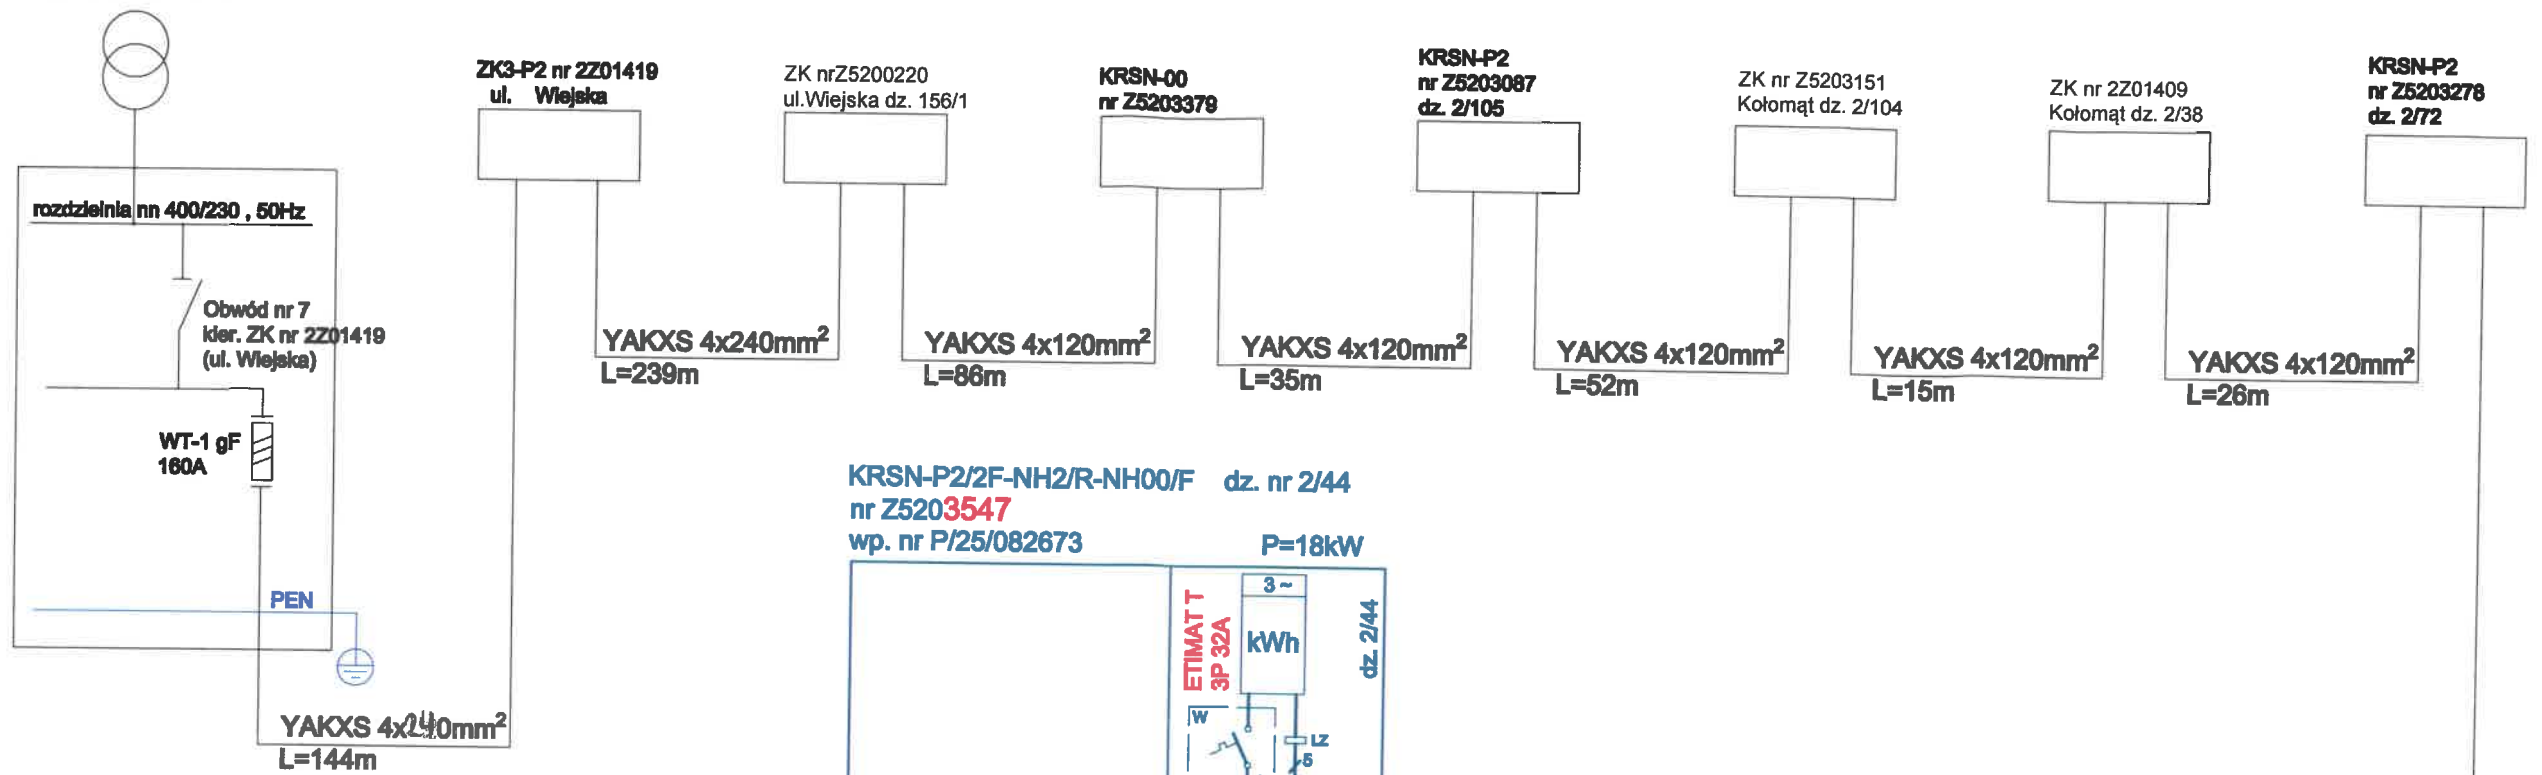 ZK3-P2 nr 2Z01419
ul. Wiejska
ZK nrZ5200220
ul.Wiejska dz. 156/1
KRSN-00
nr Z5203379
KRSN-P2
nr Z5203087
dz. 2/105
ZK nr Z5203151
Kołomąt dz. 2/104
ZK nr 2Z01409
Kołomąt dz. 2/38
KRSN-P2
nr Z5203278
dz. 2/72
rozdzielnia nn 400/230 , 50Hz
Obwód nr 7
kier. ZK nr 2Z01419
(ul. Wiejska)
WT-1 gF
160A
PEN
YAKXS 4x240mm²
L=144m
YAKXS 4x240mm²
L=239m
YAKXS 4x120mm²
L=86m
YAKXS 4x120mm²
L=35m
YAKXS 4x120mm²
L=52m
YAKXS 4x120mm²
L=15m
YAKXS 4x120mm²
L=26m
KRSN-P2/2F-NH2/R-NH00/F dz. nr 2/44
nr Z5203547
wp. nr P/25/082673
P=18kW
3 ~
kWh
ETIMAT T
3P 32A
dz. 2/44
W
LZ
5